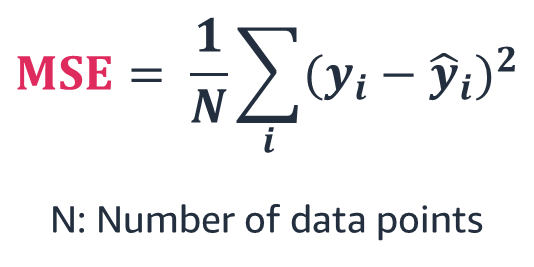 MSE = 1/N ∑_i (y_i − ŷ_i)^2
N: Number of data points